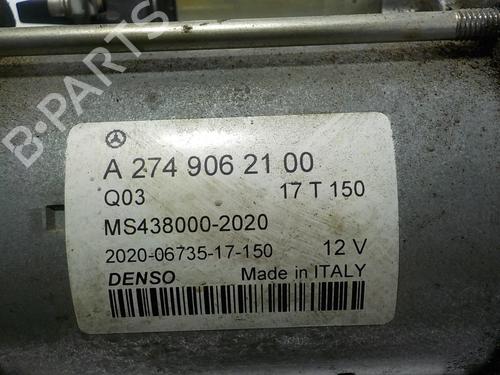 B-PARTS
A 274 906 21 00
Q03 17 T 150
MS438000-2020
2020-06735-17-150 12 V
DENSO Made in ITALY